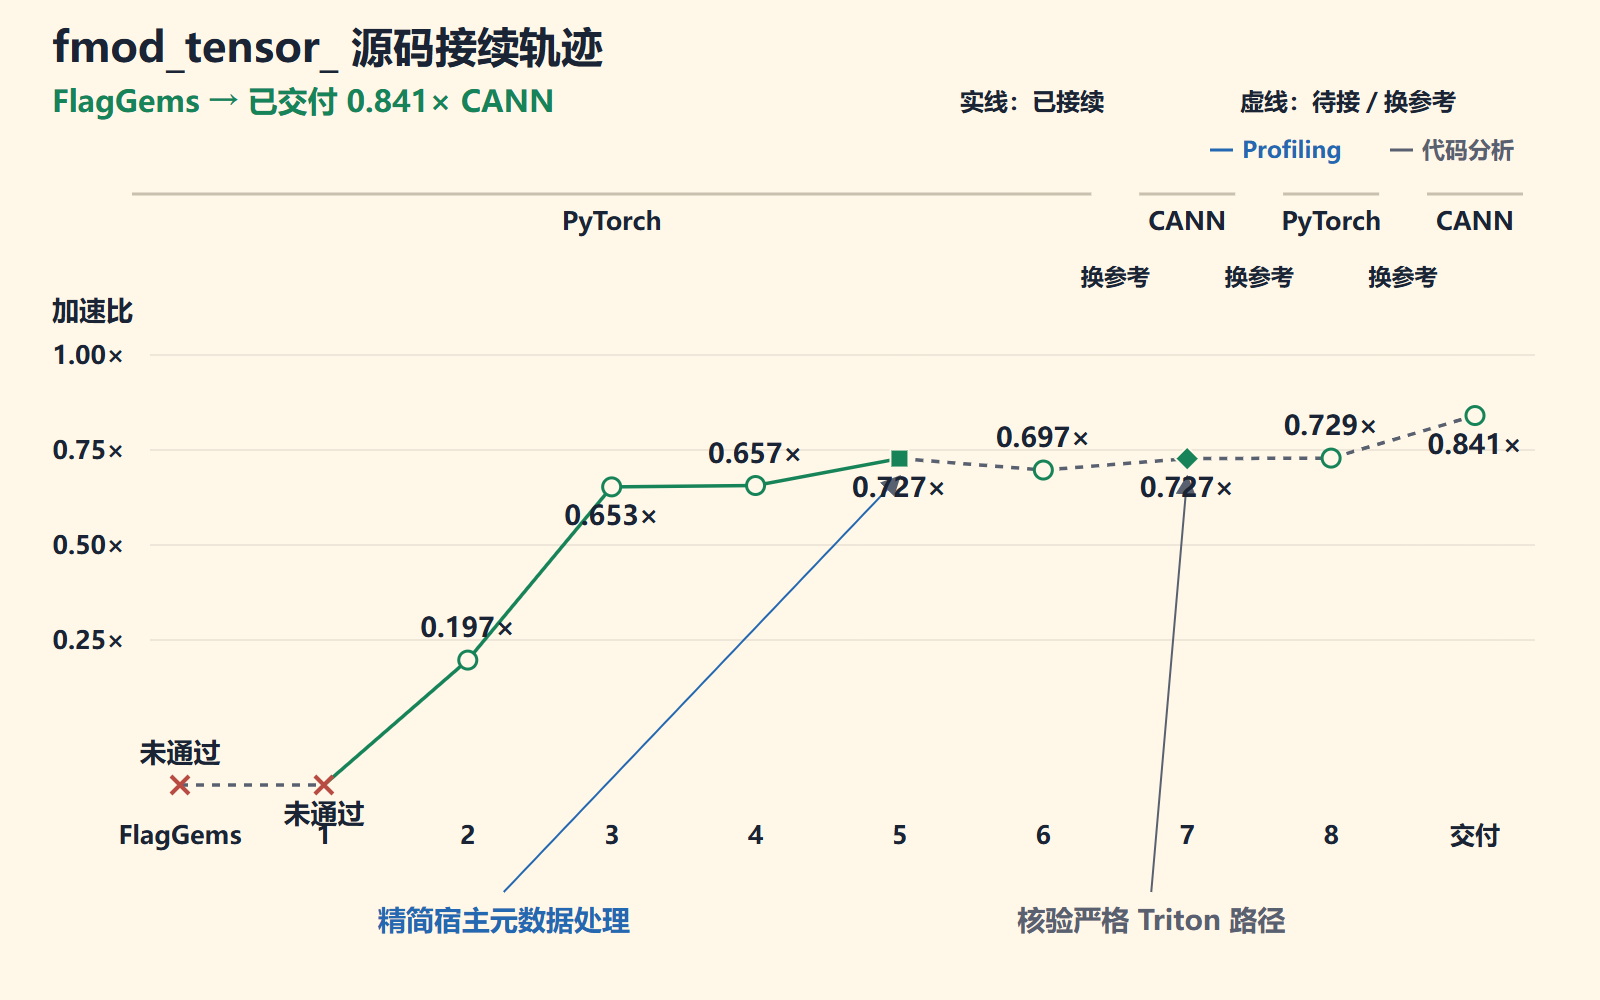 fmod_tensor_ 源码接续轨迹
FlagGems → 已交付 0.841× CANN
实线：已接续
虚线：待接 / 换参考
Profiling
代码分析
PyTorch
CANN
PyTorch
CANN
换参考
换参考
换参考
加速比
1.00×
0.75×
0.50×
0.25×
未通过
未通过
0.197×
0.653×
0.657×
0.727×
0.697×
0.727×
0.729×
0.841×
FlagGems
1
2
3
4
5
6
7
8
交付
精简宿主元数据处理
核验严格 Triton 路径